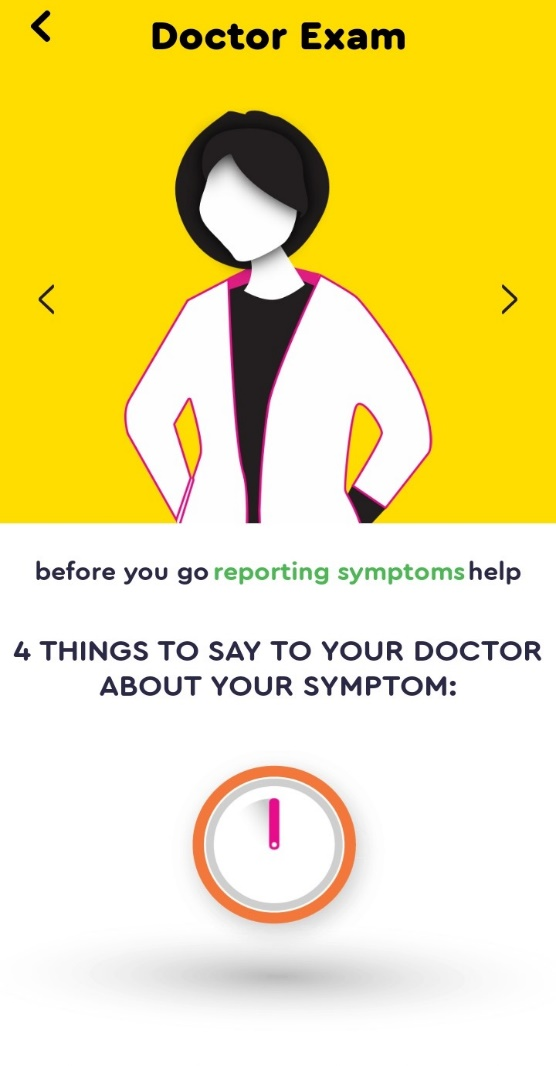 Doctor Exam
before you go reporting symptoms help
4 THINGS TO SAY TO YOUR DOCTOR
ABOUT YOUR SYMPTOM: